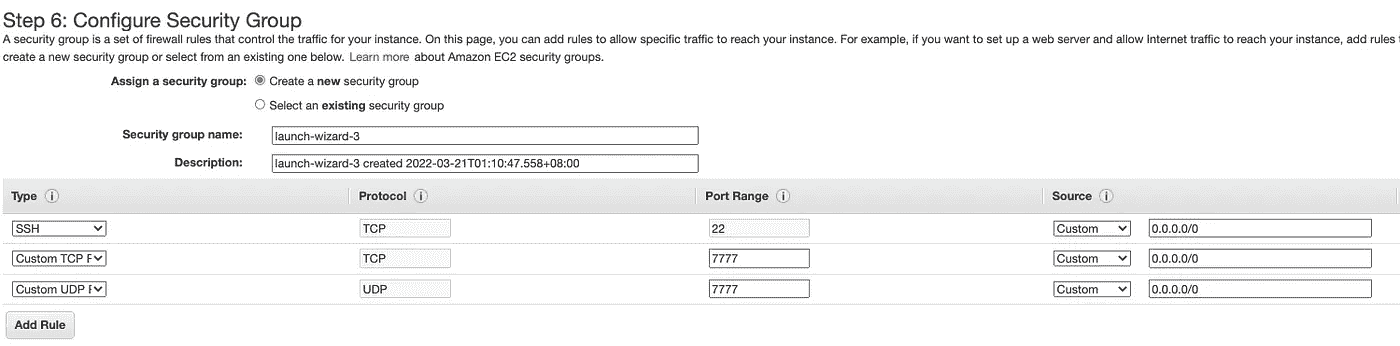 Step 6: Configure Security Group
A security group is a set of firewall rules that control the traffic for your instance. On this page, you can add rules to allow specific traffic to reach your instance. For example, if you want to set up a web server and allow Internet traffic to reach your instance, add rules
create a new security group or select from an existing one below. Learn more about Amazon EC2 security groups.
Assign a security group: Create a new security group
Select an existing security group
Security group name: launch-wizard-3
Description: launch-wizard-3 created 2022-03-21T01:10:47.558+08:00
Type i Protocol i Port Range i Source i
SSH TCP 22 Custom 0.0.0.0/0
Custom TCP F TCP 7777 Custom 0.0.0.0/0
Custom UDP F UDP 7777 Custom 0.0.0.0/0
Add Rule